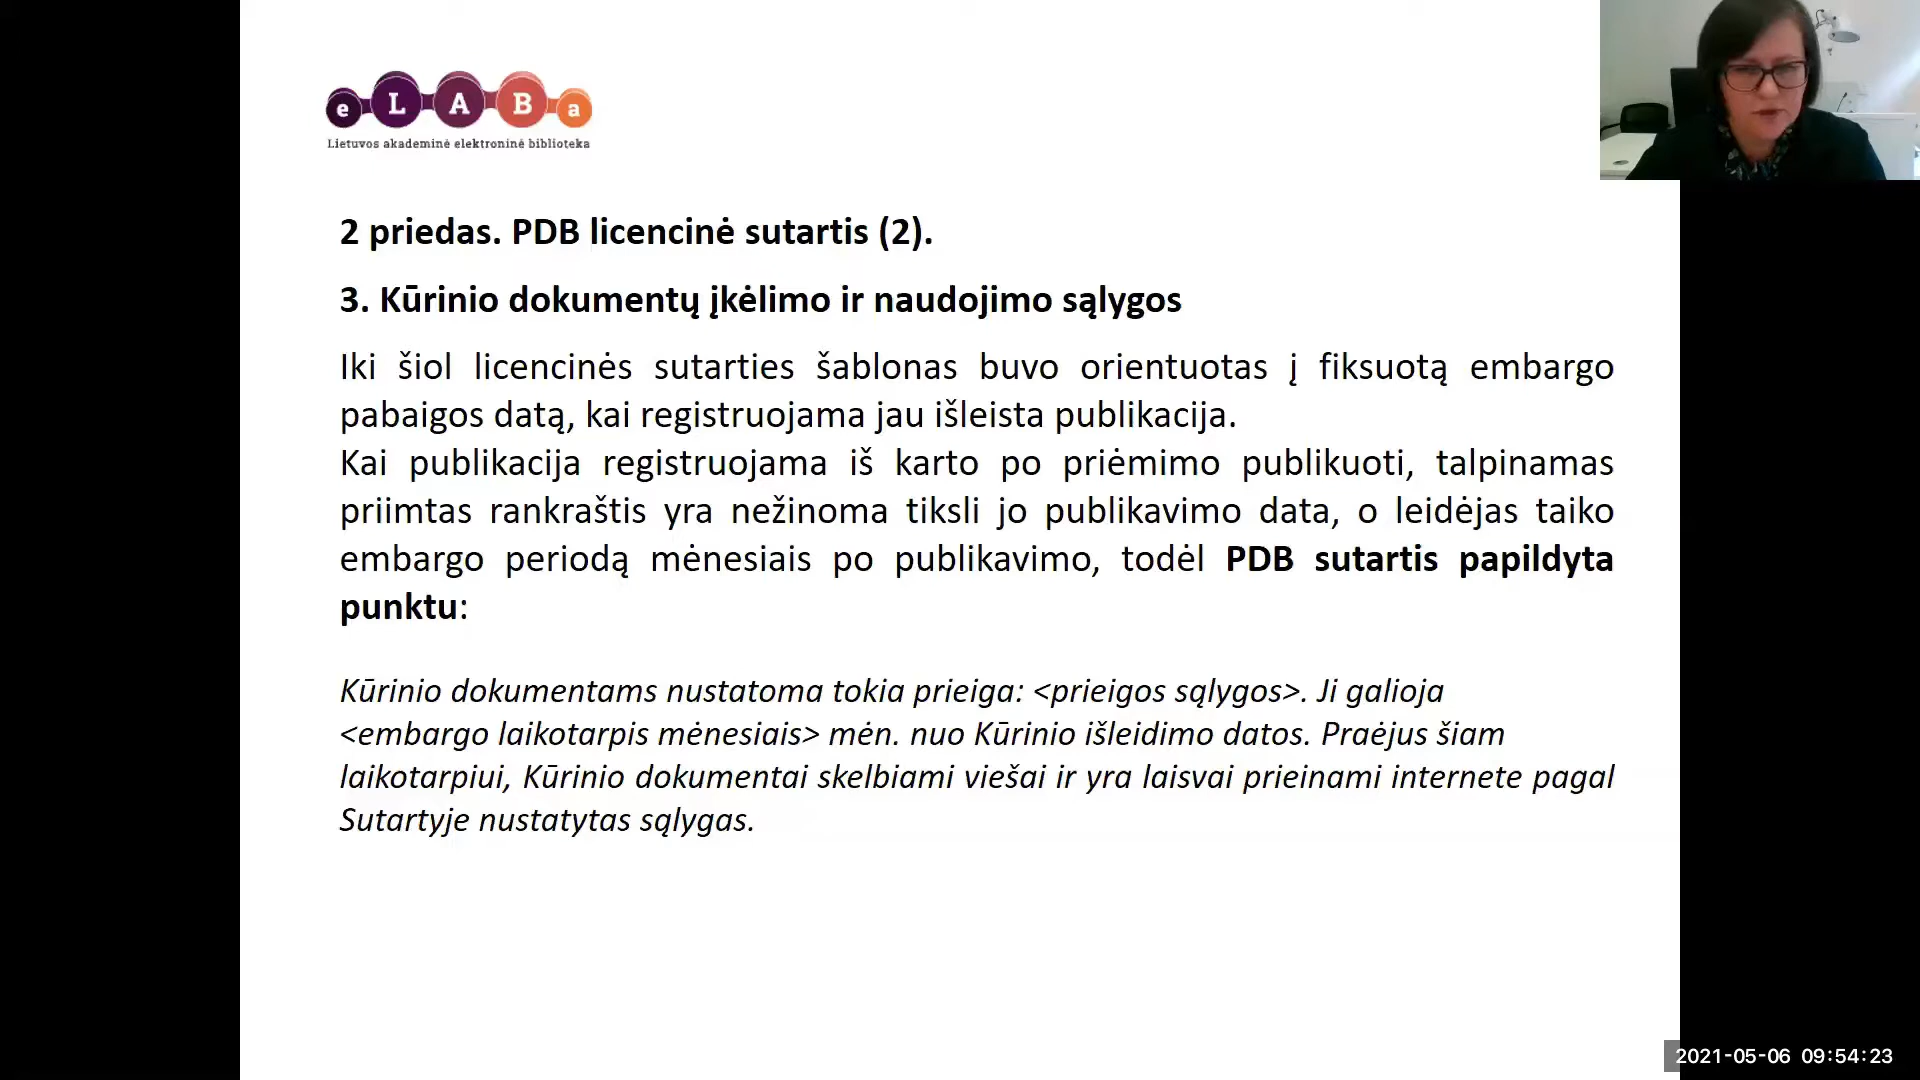 eLABa
Lietuvos akademinė elektroninė biblioteka
2 priedas. PDB licencinė sutartis (2).
3. Kūrinio dokumentų įkėlimo ir naudojimo sąlygos
Iki šiol licencinės sutarties šablonas buvo orientuotas į fiksuotą embargo
pabaigos datą, kai registruojama jau išleista publikacija.
Kai publikacija registruojama iš karto po priėmimo publikuoti, talpinamas
priimtas rankraštis yra nežinoma tiksli jo publikavimo data, o leidėjas taiko
embargo periodą mėnesiais po publikavimo, todėl PDB sutartis papildyta
punktu:
Kūrinio dokumentams nustatoma tokia prieiga: <prieigos sąlygos>. Ji galioja
<embargo laikotarpis mėnesiais> mėn. nuo Kūrinio išleidimo datos. Praėjus šiam
laikotarpiui, Kūrinio dokumentai skelbiami viešai ir yra laisvai prieinami internete pagal
Sutartyje nustatytas sąlygas.
2021-05-06 09:54:23